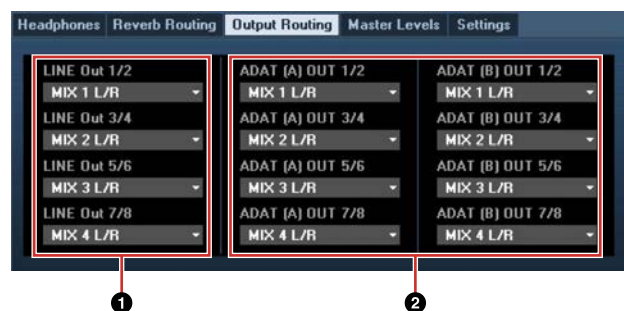 Headphones Reverb Routing Output Routing Master Levels Settings
LINE Out 1/2 ADAT (A) OUT 1/2 ADAT (B) OUT 1/2
MIX 1 L/R MIX 1 L/R MIX 1 L/R
LINE Out 3/4 ADAT (A) OUT 3/4 ADAT (B) OUT 3/4
MIX 2 L/R MIX 2 L/R MIX 2 L/R
LINE Out 5/6 ADAT (A) OUT 5/6 ADAT (B) OUT 5/6
MIX 3 L/R MIX 3 L/R MIX 3 L/R
LINE Out 7/8 ADAT (A) OUT 7/8 ADAT (B) OUT 7/8
MIX 4 L/R MIX 4 L/R MIX 4 L/R
1 2